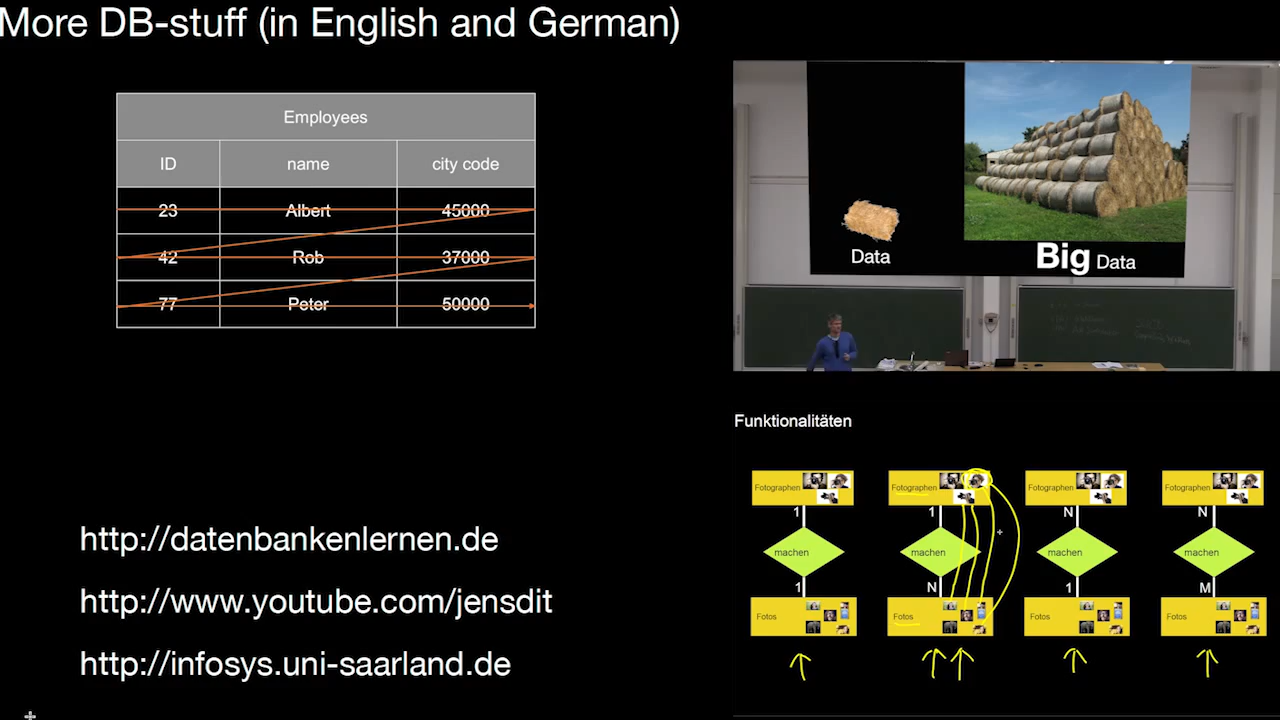 More DB-stuff (in English and German)
Employees
ID name city code
23 Albert 45000
42 Rob 37000
77 Peter 50000
Data
Big Data
Funktionalitäten
Fotographen Fotographen Fotographen Fotographen
1 1 N N
machen machen machen machen
1 N 1 M
Fotos Fotos Fotos Fotos
http://datenbankenlernen.de
http://www.youtube.com/jensdit
http://infosys.uni-saarland.de